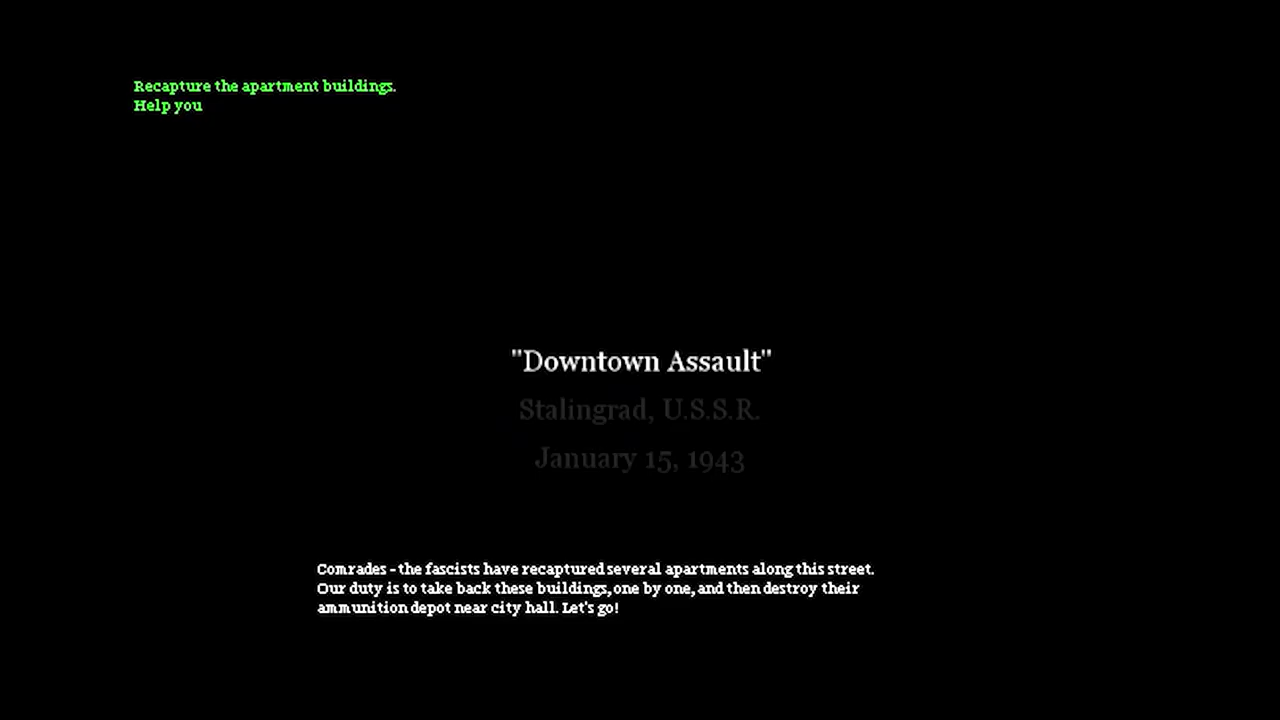 Recapture the apartment buildings.
Help you
"Downtown Assault"
Stalingrad, U.S.S.R.
January 15, 1943
Comrades - the fascists have recaptured several apartments along this street.
Our duty is to take back these buildings, one by one, and then destroy their
ammunition depot near city hall. Let's go!